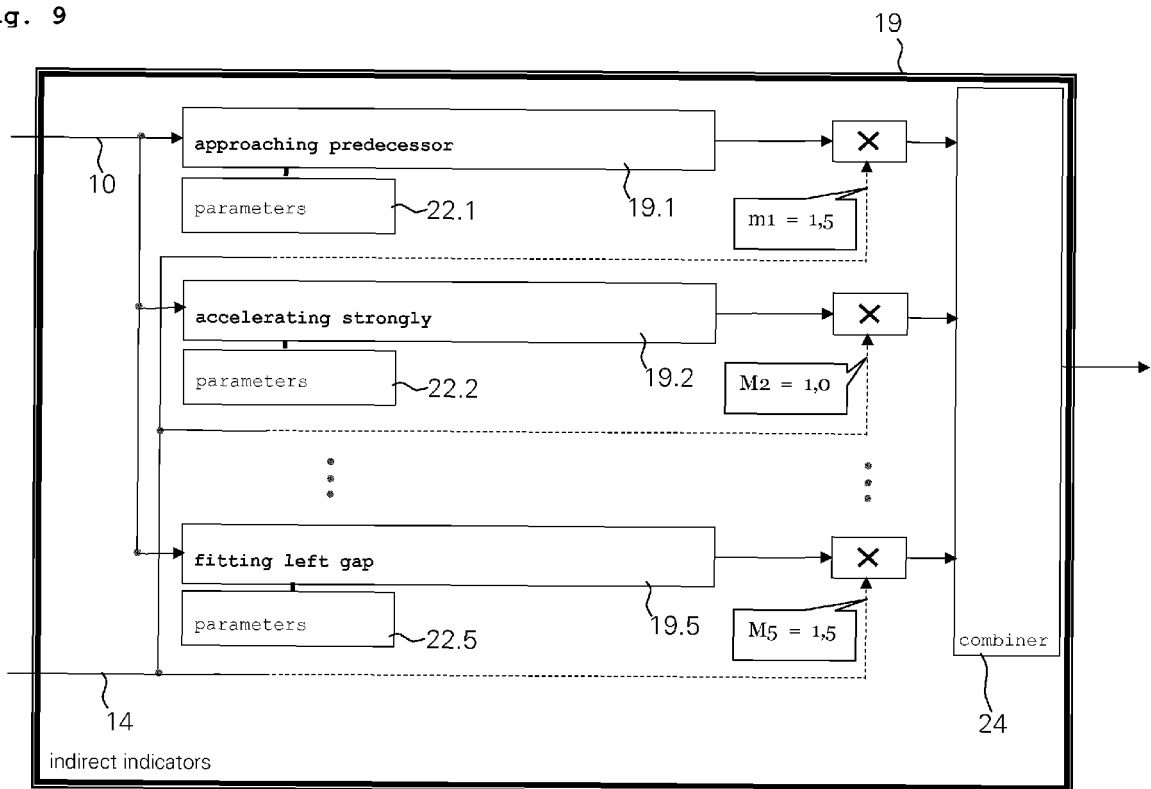 ig. 9
19
10
approaching predecessor
parameters
22.1
19.1
m1 = 1,5
accelerating strongly
parameters
22.2
19.2
M2 = 1,0
fitting left gap
parameters
22.5
19.5
M5 = 1,5
combiner
24
14
indirect indicators